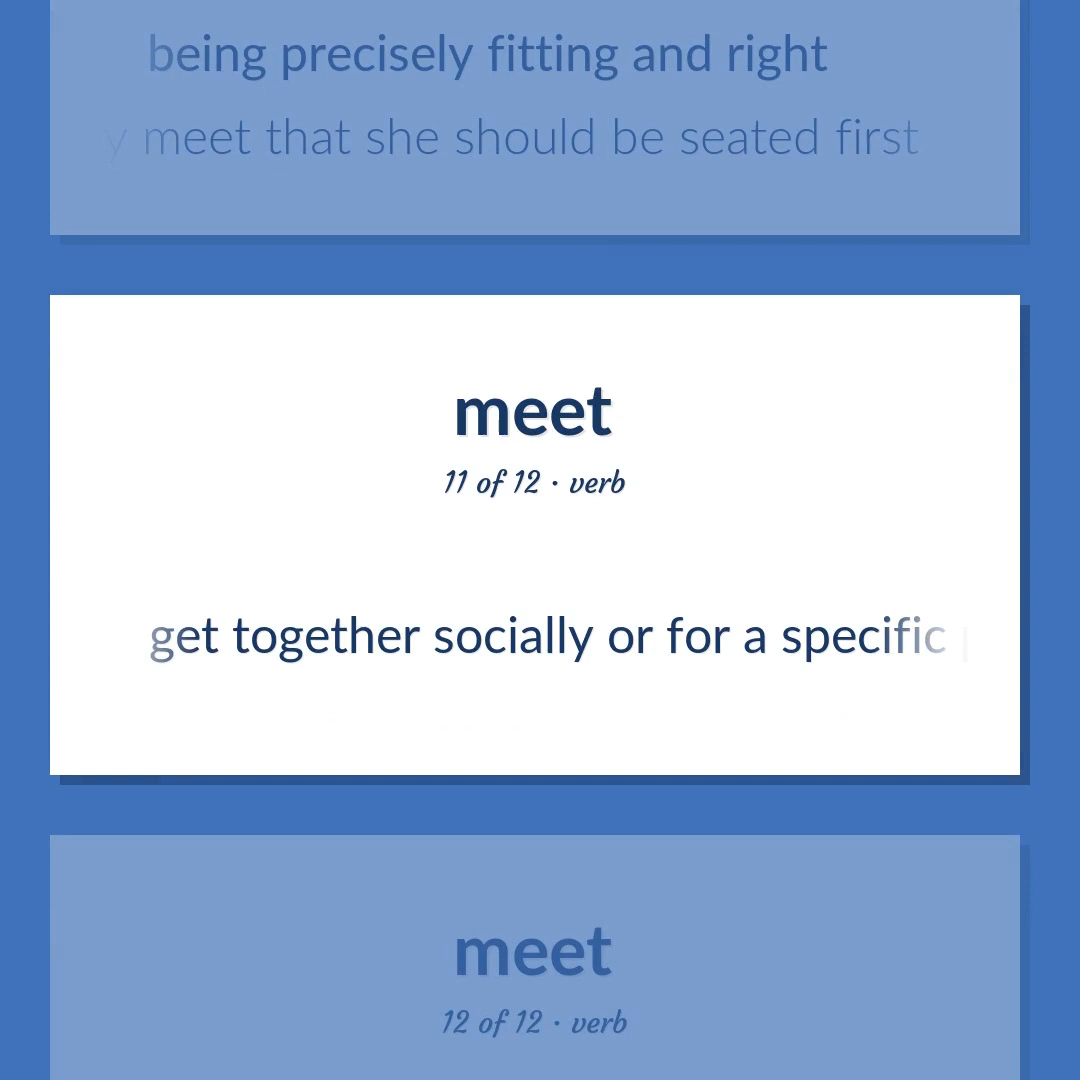 being precisely fitting and right
y meet that she should be seated first
meet
11 of 12 · verb
get together socially or for a specific
meet
12 of 12 · verb